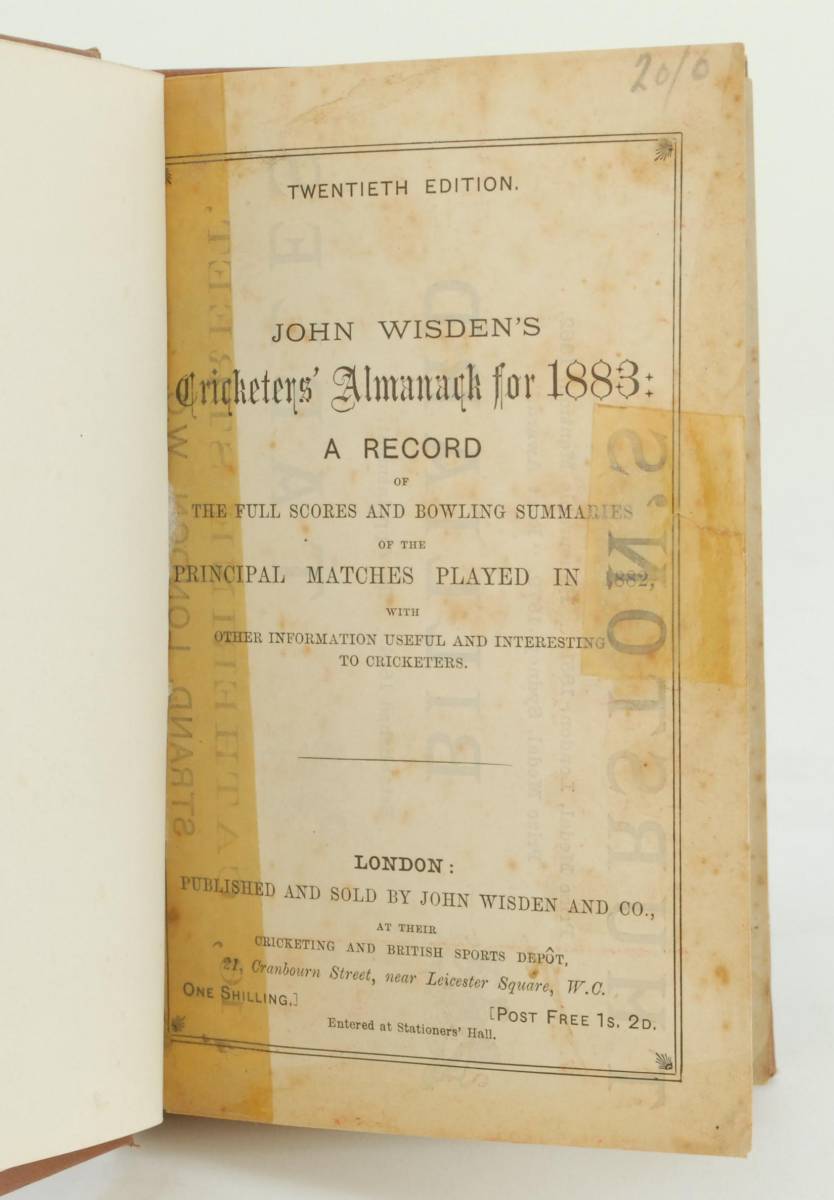 20/6
TWENTIETH EDITION.
JOHN WISDEN'S
Cricketers' Almanack for 1883:
A RECORD
OF
THE FULL SCORES AND BOWLING SUMMARIES
OF THE
PRINCIPAL MATCHES PLAYED IN 1882,
WITH
OTHER INFORMATION USEFUL AND INTERESTING
TO CRICKETERS.
LONDON:
PUBLISHED AND SOLD BY JOHN WISDEN AND CO.,
AT THEIR
CRICKETING AND BRITISH SPORTS DEPÔT,
21, Cranbourn Street, near Leicester Square, W.C.
ONE SHILLING.]
[POST FREE 1S. 2D.
Entered at Stationers' Hall.